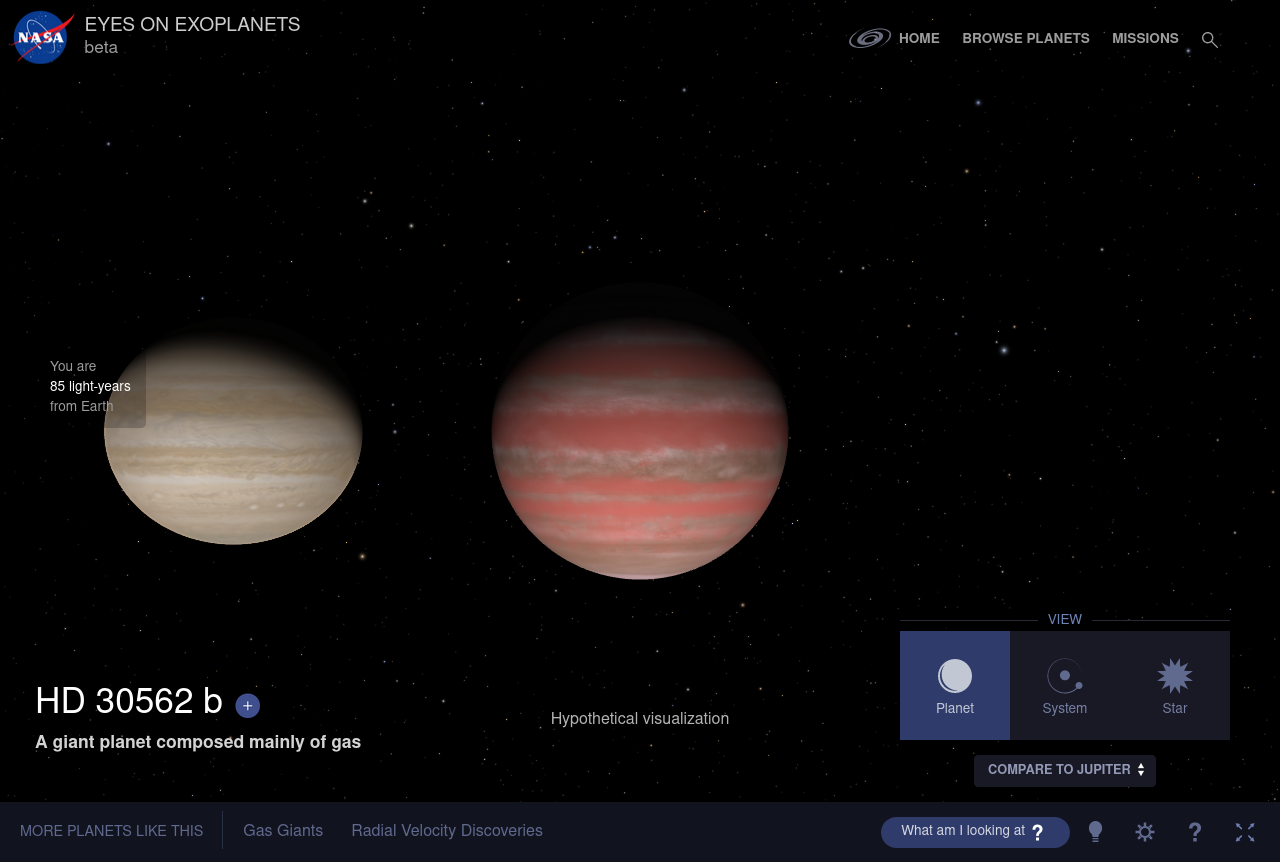 NASA
EYES ON EXOPLANETS
beta
HOME
BROWSE PLANETS
MISSIONS
You are
85 light-years
from Earth
HD 30562 b +
A giant planet composed mainly of gas
Hypothetical visualization
VIEW
Planet
System
Star
COMPARE TO JUPITER
MORE PLANETS LIKE THIS
Gas Giants
Radial Velocity Discoveries
What am I looking at ?
?